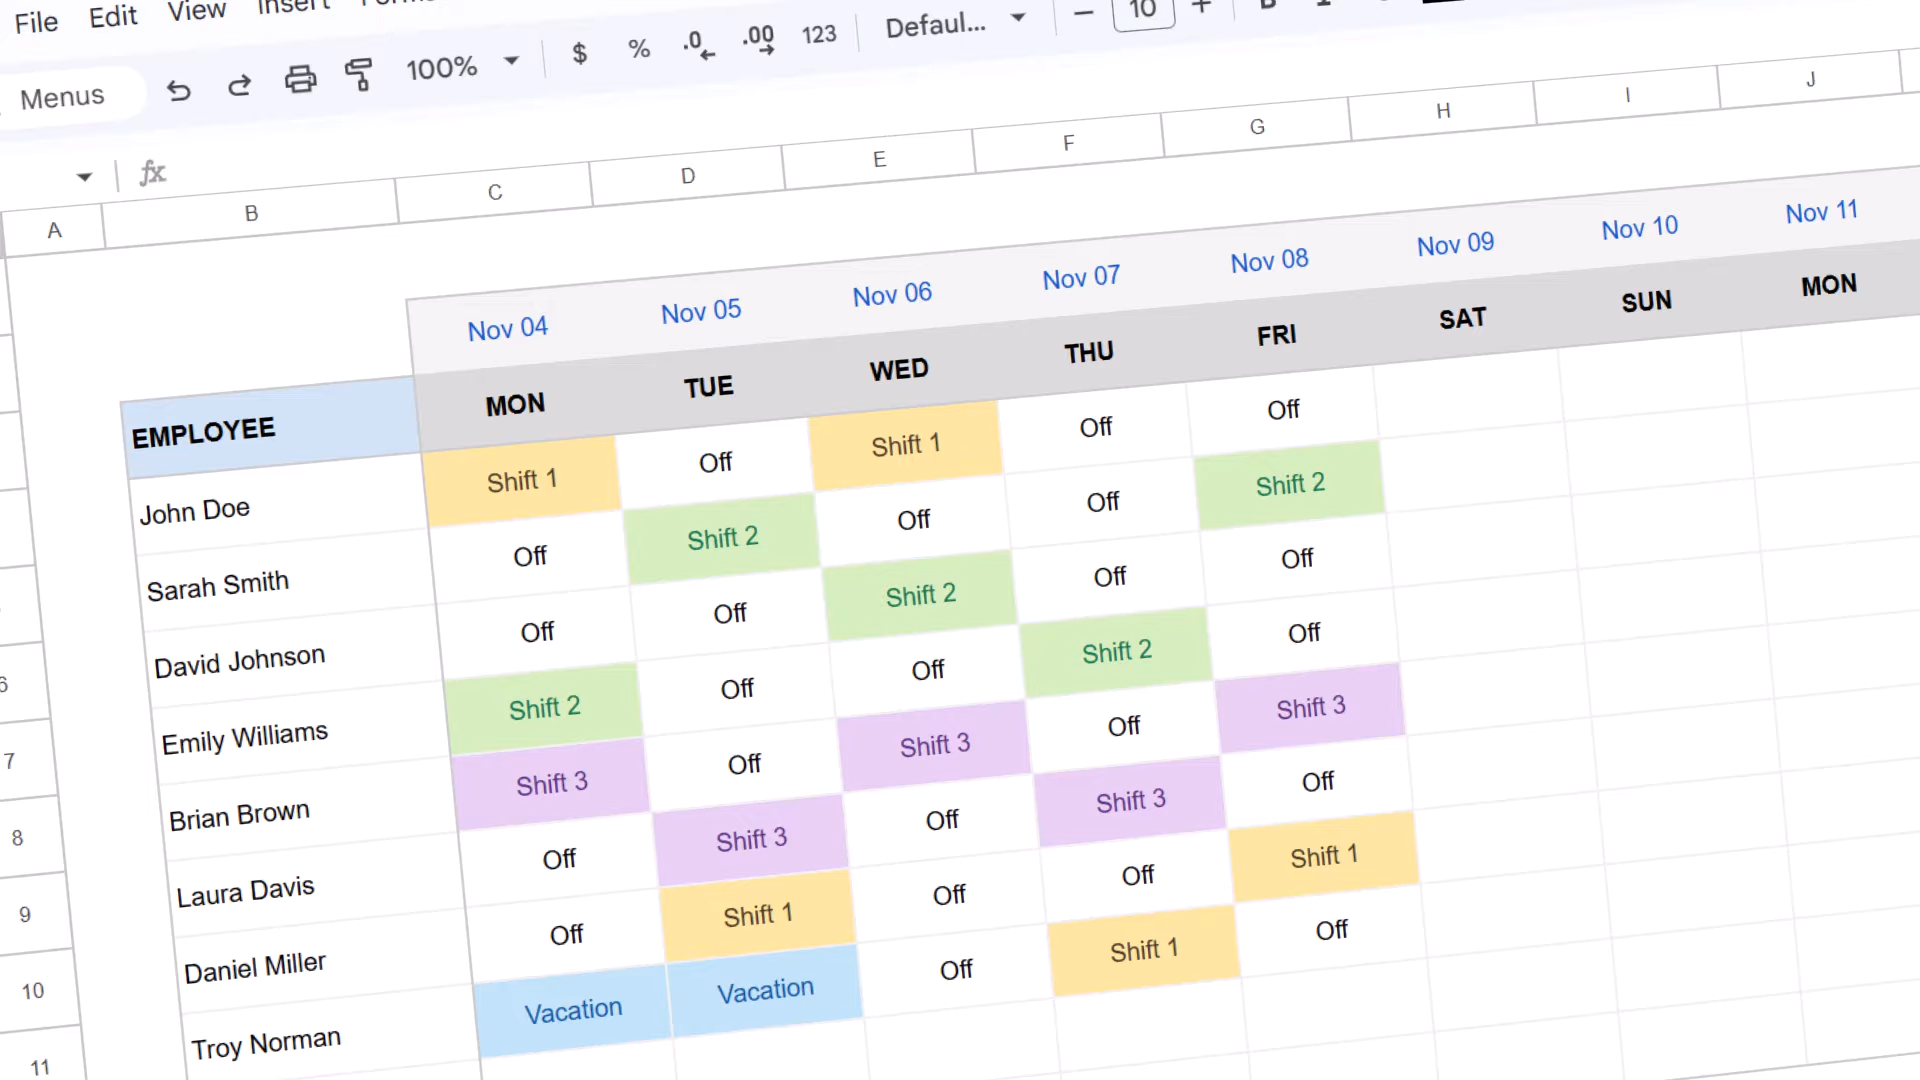 File Edit View Insert
Menus 100% $ % .0 .00 123 Defaul... − 10 + B
fx
A B C D E F G H I J
Nov 04 Nov 05 Nov 06 Nov 07 Nov 08 Nov 09 Nov 10 Nov 11
EMPLOYEE MON TUE WED THU FRI SAT SUN MON
John Doe Shift 1 Off Shift 1 Off Off
Sarah Smith Off Shift 2 Off Off Shift 2
6 David Johnson Off Off Shift 2 Off Off
7 Emily Williams Shift 2 Off Off Shift 2 Off
8 Brian Brown Shift 3 Off Shift 3 Off Shift 3
9 Laura Davis Off Shift 3 Off Shift 3 Off
10 Daniel Miller Off Shift 1 Off Off Shift 1
11 Troy Norman Vacation Vacation Off Shift 1 Off